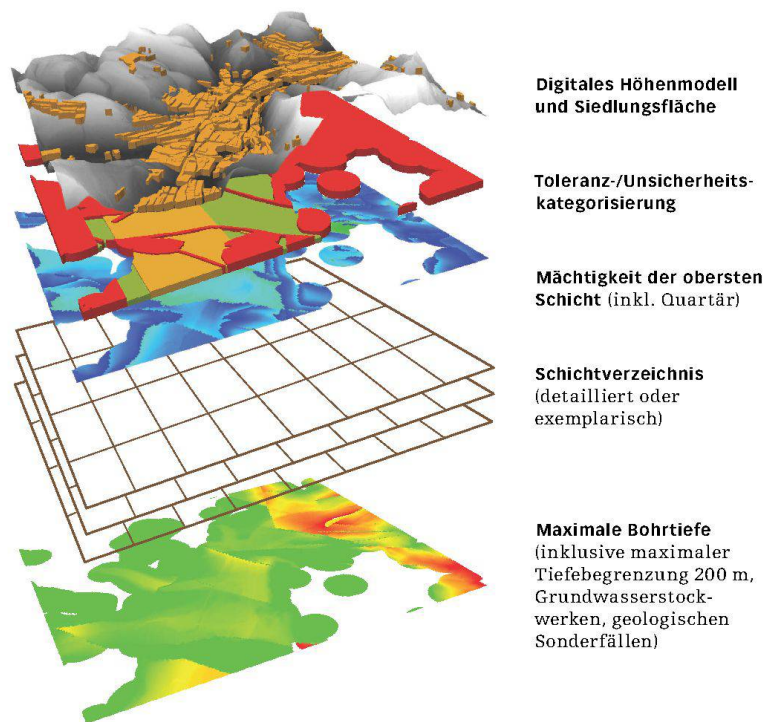 Digitales Höhenmodell
und Siedlungsfläche
Toleranz-/Unsicherheits-
kategorisierung
Mächtigkeit der obersten
Schicht (inkl. Quartär)
Schichtverzeichnis
(detailliert oder
exemplarisch)
Maximale Bohrtiefe
(inklusive maximaler
Tiefebegrenzung 200 m,
Grundwasserstock-
werken, geologischen
Sonderfällen)